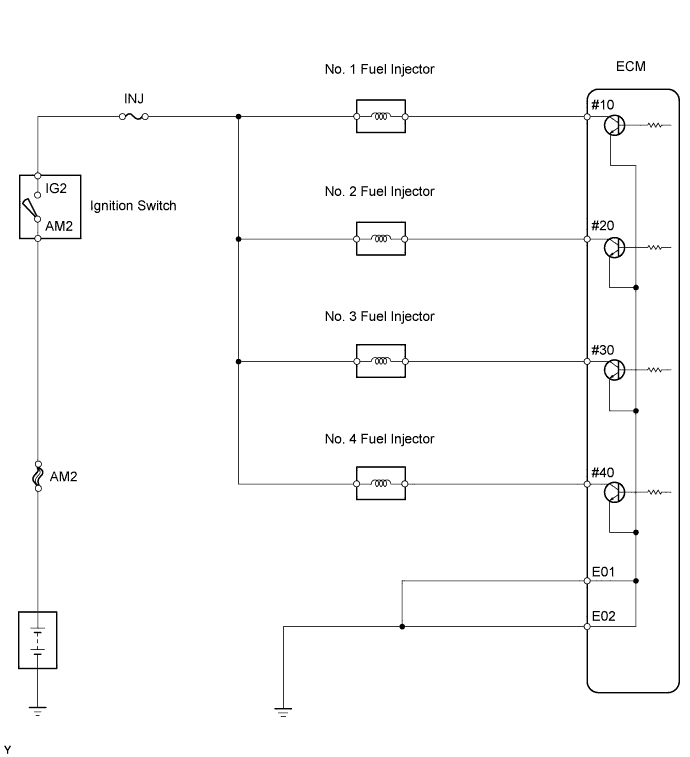 No. 1 Fuel Injector
ECM
INJ
#10
IG2
Ignition Switch
AM2
No. 2 Fuel Injector
#20
No. 3 Fuel Injector
#30
No. 4 Fuel Injector
#40
AM2
E01
E02
Y